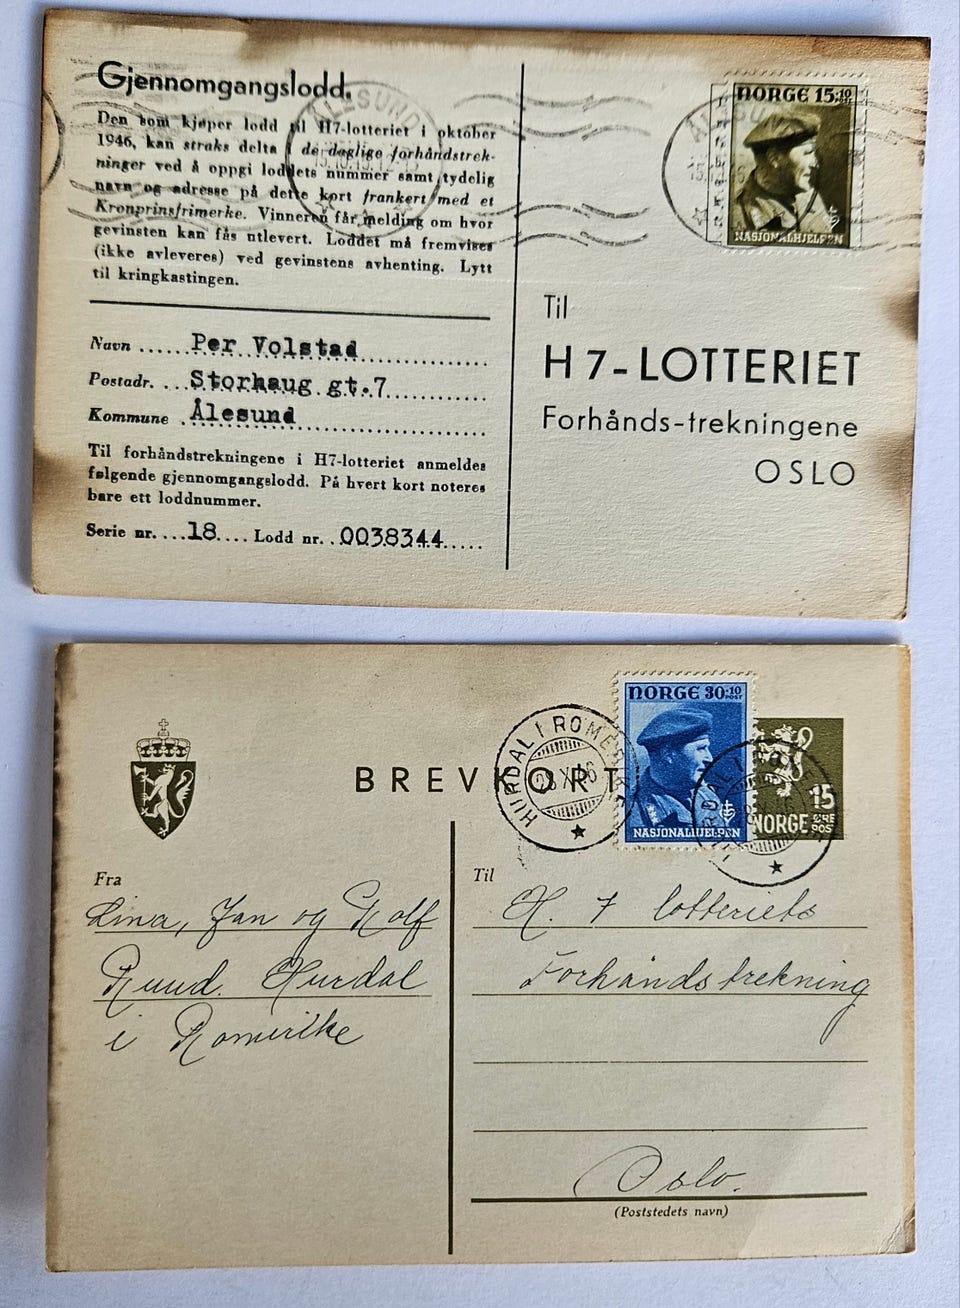 Gjennomgangslodd.
Den som kjøper lodd til H7-lotteriet i oktober
1946, kan straks delta i de daglige forhåndstrek-
ninger ved å oppgi loddets nummer samt tydelig
navn og adresse på dette kort frankert med et
Kronprinsfrimerke. Vinneren får melding om hvor
gevinsten kan fås utlevert. Loddet må fremvises
(ikke avleveres) ved gevinstens avhenting. Lytt
til kringkastingen.
Navn ..... Per Volstad
Postadr. ... Storhaug gt.7
Kommune . Ålesund
Til forhåndstrekningene i H7-lotteriet anmeldes
følgende gjennomgangslodd. På hvert kort noteres
bare ett loddnummer.
Serie nr....18.... Lodd nr...0038344.....
ÅLESUND
ÅLESUND
NORGE 15+10
NASJONALHJELPEN
Til
H7-LOTTERIET
Forhånds-trekningene
OSLO
BREVKORT
HURDAL I ROMERIKE
NORGE 30+10
POST
NASJONALHJELPEN
15
NORGE ØRE
POST
Fra
Lina, Jan og Rolf
Ruud. Hurdal
i Romerike
Til
H. 7 lotteriets
Forhåndstrekning
Oslo.
(Poststedets navn)